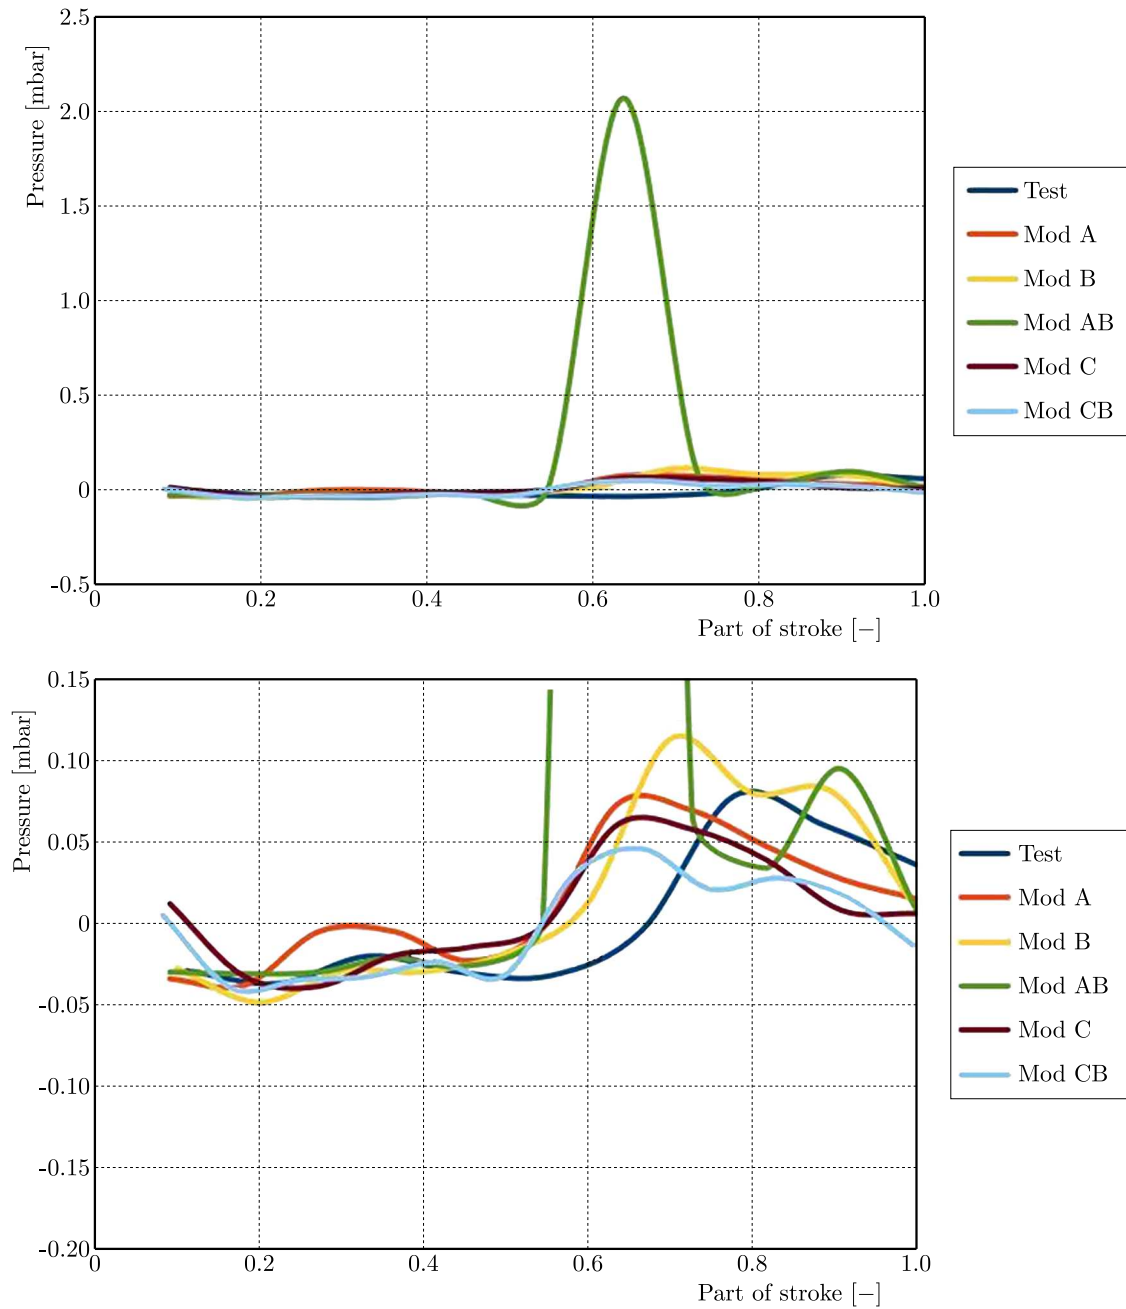 2.5
Pressure [mbar]
2.0
1.5
1.0
0.5
0
-0.5
0 0.2 0.4 0.6 0.8 1.0
Part of stroke [−]
Test
Mod A
Mod B
Mod AB
Mod C
Mod CB
0.15
Pressure [mbar]
0.10
0.05
0
-0.05
-0.10
-0.15
-0.20
0 0.2 0.4 0.6 0.8 1.0
Part of stroke [−]
Test
Mod A
Mod B
Mod AB
Mod C
Mod CB